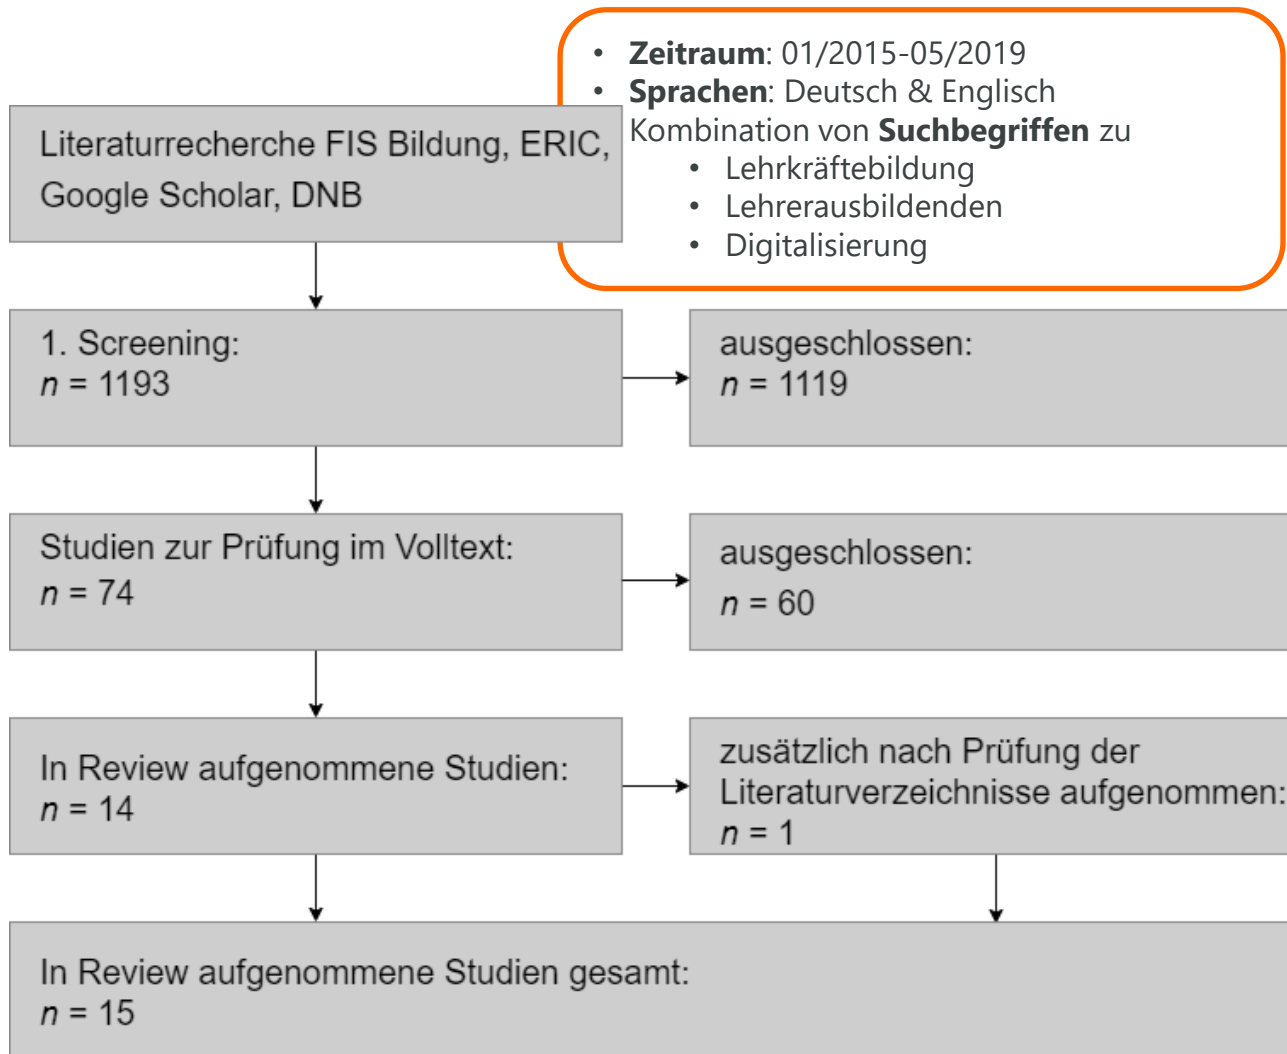 • Zeitraum: 01/2015-05/2019
• Sprachen: Deutsch & Englisch
Kombination von Suchbegriffen zu
• Lehrkräftebildung
• Lehrerausbildenden
• Digitalisierung
Literaturrecherche FIS Bildung, ERIC,
Google Scholar, DNB
1. Screening:
n = 1193
ausgeschlossen:
n = 1119
Studien zur Prüfung im Volltext:
n = 74
ausgeschlossen:
n = 60
In Review aufgenommene Studien:
n = 14
zusätzlich nach Prüfung der
Literaturverzeichnisse aufgenommen:
n = 1
In Review aufgenommene Studien gesamt:
n = 15